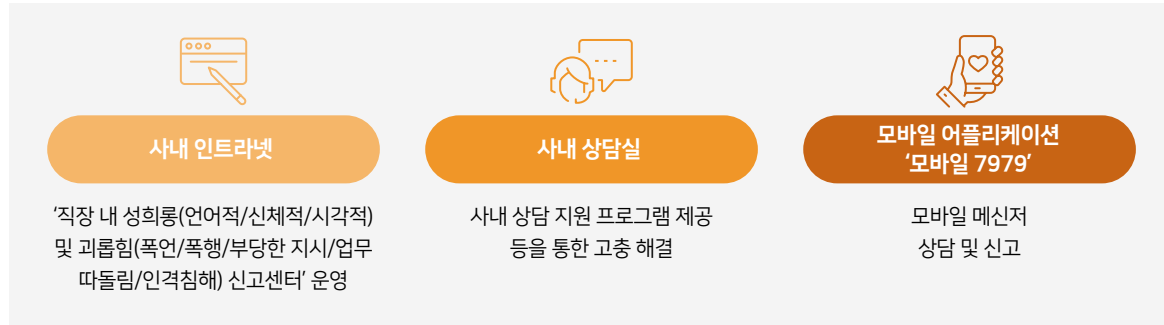 사내 인트라넷
‘직장 내 성희롱(언어적/신체적/시각적)
및 괴롭힘(폭언/폭행/부당한 지시/업무
따돌림/인격침해) 신고센터’ 운영
사내 상담실
사내 상담 지원 프로그램 제공
등을 통한 고충 해결
모바일 어플리케이션
‘모바일 7979’
모바일 메신저
상담 및 신고